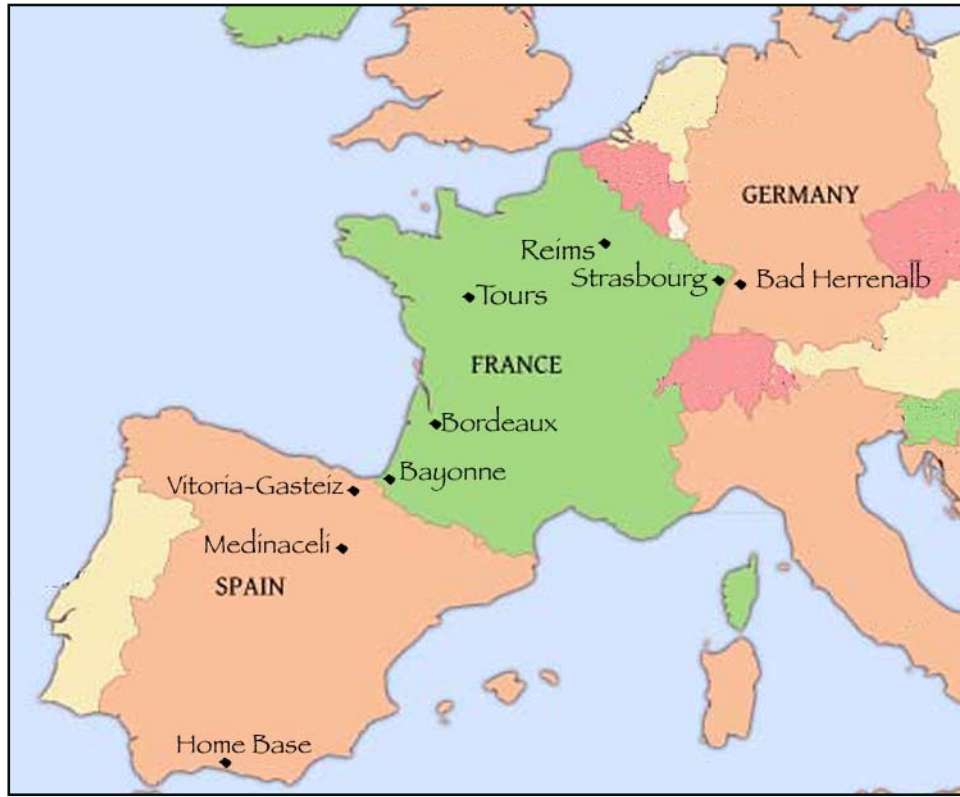 GERMANY
Reims
Strasbourg
Bad Herrenalb
Tours
FRANCE
Bordeaux
Bayonne
Vitoria-Gasteiz
Medinaceli
SPAIN
Home Base